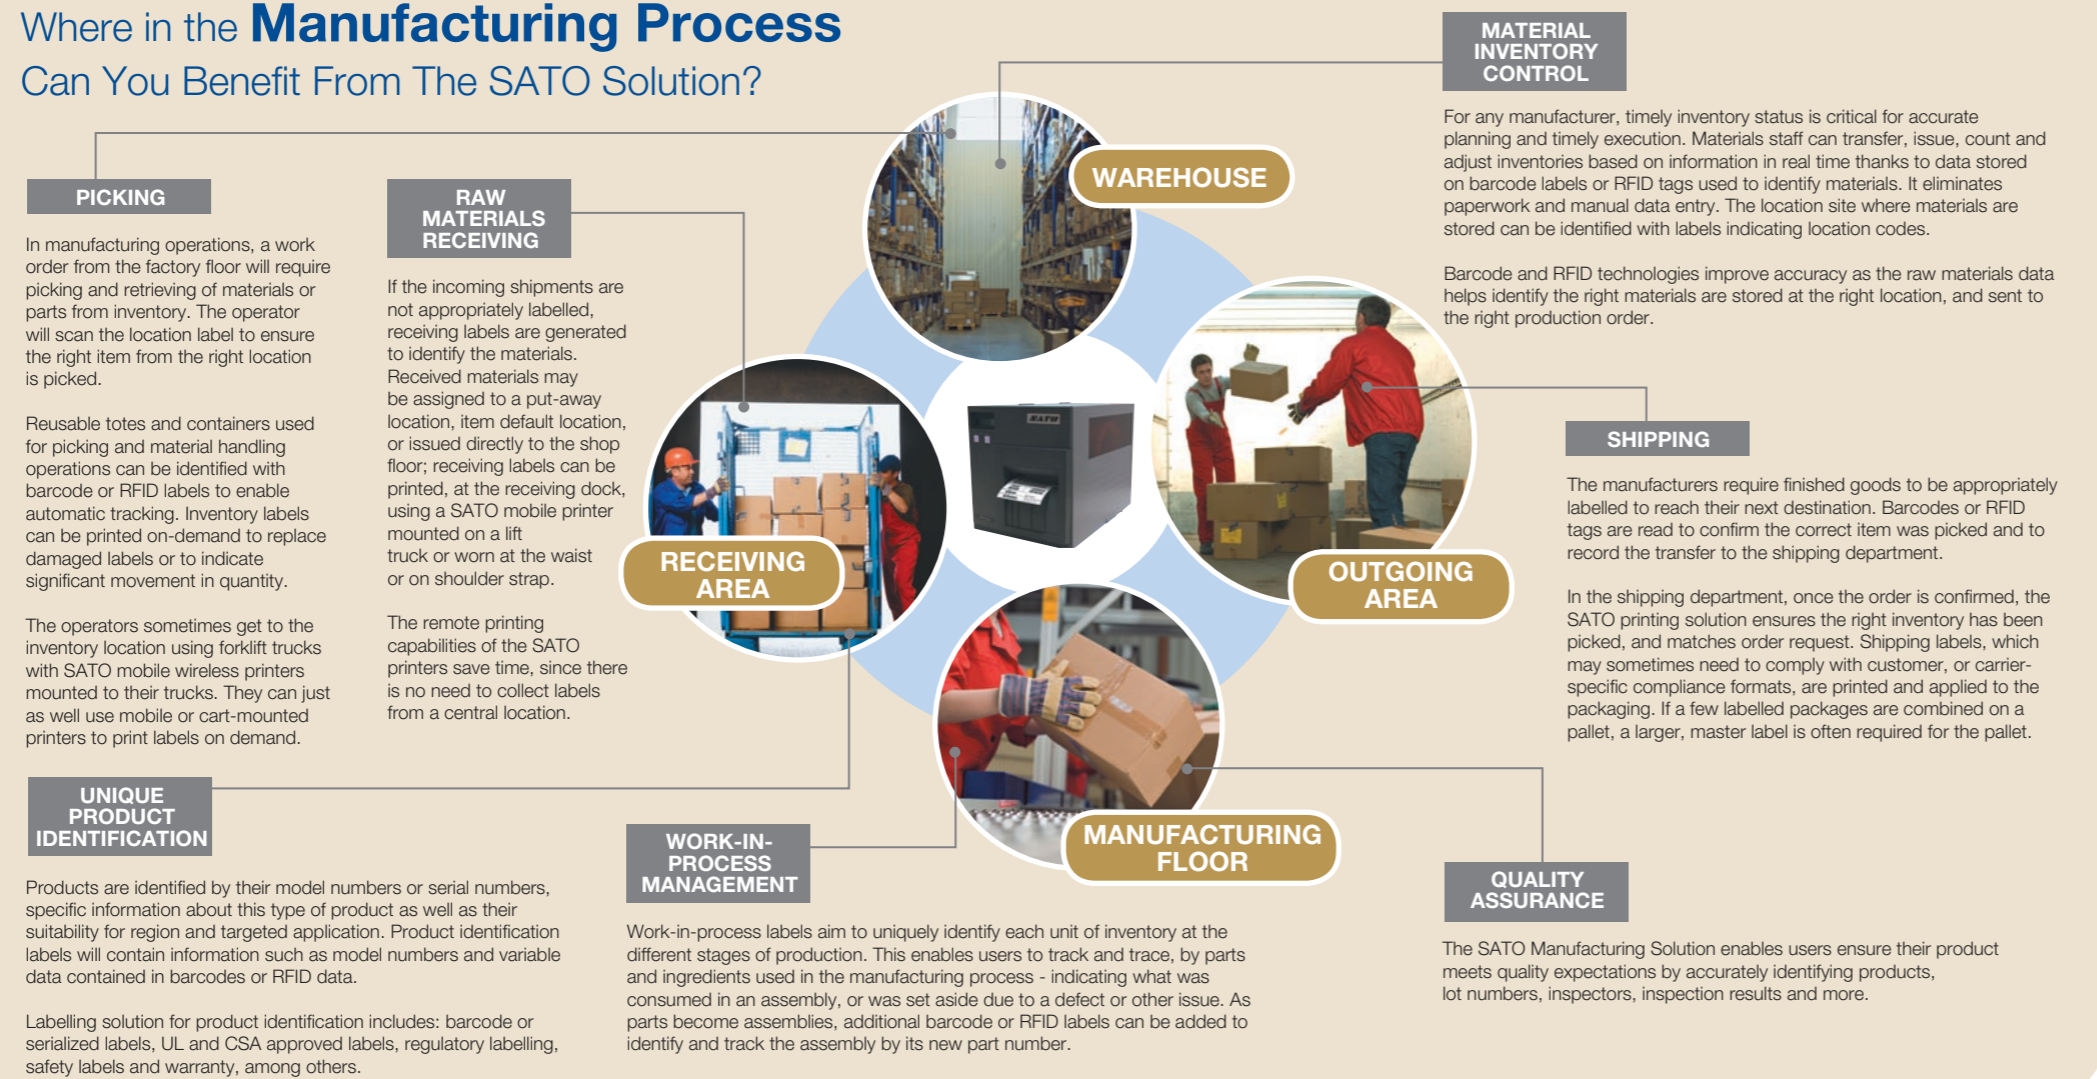 Where in the Manufacturing Process
Can You Benefit From The SATO Solution?
PICKING
In manufacturing operations, a work
order from the factory floor will require
picking and retrieving of materials or
parts from inventory. The operator
will scan the location label to ensure
the right item from the right location
is picked.
Reusable totes and containers used
for picking and material handling
operations can be identified with
barcode or RFID labels to enable
automatic tracking. Inventory labels
can be printed on-demand to replace
damaged labels or to indicate
significant movement in quantity.
The operators sometimes get to the
inventory location using forklift trucks
with SATO mobile wireless printers
mounted to their trucks. They can just
as well use mobile or cart-mounted
printers to print labels on demand.
RAW
MATERIALS
RECEIVING
If the incoming shipments are
not appropriately labelled,
receiving labels are generated
to identify the materials.
Received materials may
be assigned to a put-away
location, item default location,
or issued directly to the shop
floor; receiving labels can be
printed, at the receiving dock,
using a SATO mobile printer
mounted on a lift
truck or worn at the waist
or on shoulder strap.
The remote printing
capabilities of the SATO
printers save time, since there
is no need to collect labels
from a central location.
WAREHOUSE
RECEIVING
AREA
SATO
OUTGOING
AREA
MANUFACTURING
FLOOR
MATERIAL
INVENTORY
CONTROL
For any manufacturer, timely inventory status is critical for accurate
planning and timely execution. Materials staff can transfer, issue, count and
adjust inventories based on information in real time thanks to data stored
on barcode labels or RFID tags used to identify materials. It eliminates
paperwork and manual data entry. The location site where materials are
stored can be identified with labels indicating location codes.
Barcode and RFID technologies improve accuracy as the raw materials data
helps identify the right materials are stored at the right location, and sent to
the right production order.
SHIPPING
The manufacturers require finished goods to be appropriately
labelled to reach their next destination. Barcodes or RFID
tags are read to confirm the correct item was picked and to
record the transfer to the shipping department.
In the shipping department, once the order is confirmed, the
SATO printing solution ensures the right inventory has been
picked, and matches order request. Shipping labels, which
may sometimes need to comply with customer, or carrier-
specific compliance formats, are printed and applied to the
packaging. If a few labelled packages are combined on a
pallet, a larger, master label is often required for the pallet.
UNIQUE
PRODUCT
IDENTIFICATION
Products are identified by their model numbers or serial numbers,
specific information about this type of product as well as their
suitability for region and targeted application. Product identification
labels will contain information such as model numbers and variable
data contained in barcodes or RFID data.
Labelling solution for product identification includes: barcode or
serialized labels, UL and CSA approved labels, regulatory labelling,
safety labels and warranty, among others.
WORK-IN-
PROCESS
MANAGEMENT
Work-in-process labels aim to uniquely identify each unit of inventory at the
different stages of production. This enables users to track and trace, by parts
and ingredients used in the manufacturing process - indicating what was
consumed in an assembly, or was set aside due to a defect or other issue. As
parts become assemblies, additional barcode or RFID labels can be added to
identify and track the assembly by its new part number.
QUALITY
ASSURANCE
The SATO Manufacturing Solution enables users ensure their product
meets quality expectations by accurately identifying products,
lot numbers, inspectors, inspection results and more.